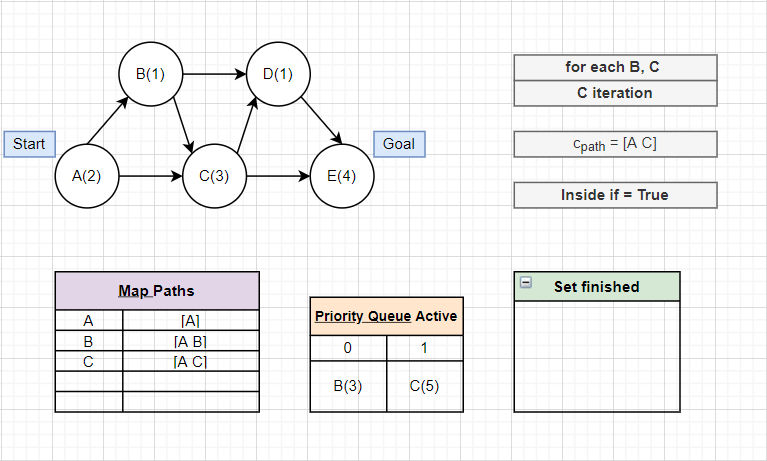 B(1)
D(1)
Start
Goal
A(2)
C(3)
E(4)
for each B, C
C iteration
cpath = [A C]
Inside if = True
Map Paths
A [A]
B [A B]
C [A C]
Priority Queue Active
0 1
B(3) C(5)
Set finished